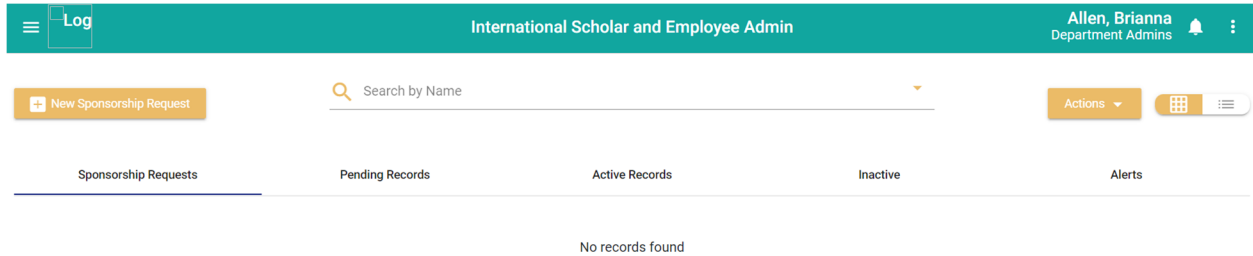 Log
International Scholar and Employee Admin
Allen, Brianna
Department Admins
New Sponsorship Request
Search by Name
Actions
Sponsorship Requests
Pending Records
Active Records
Inactive
Alerts
No records found